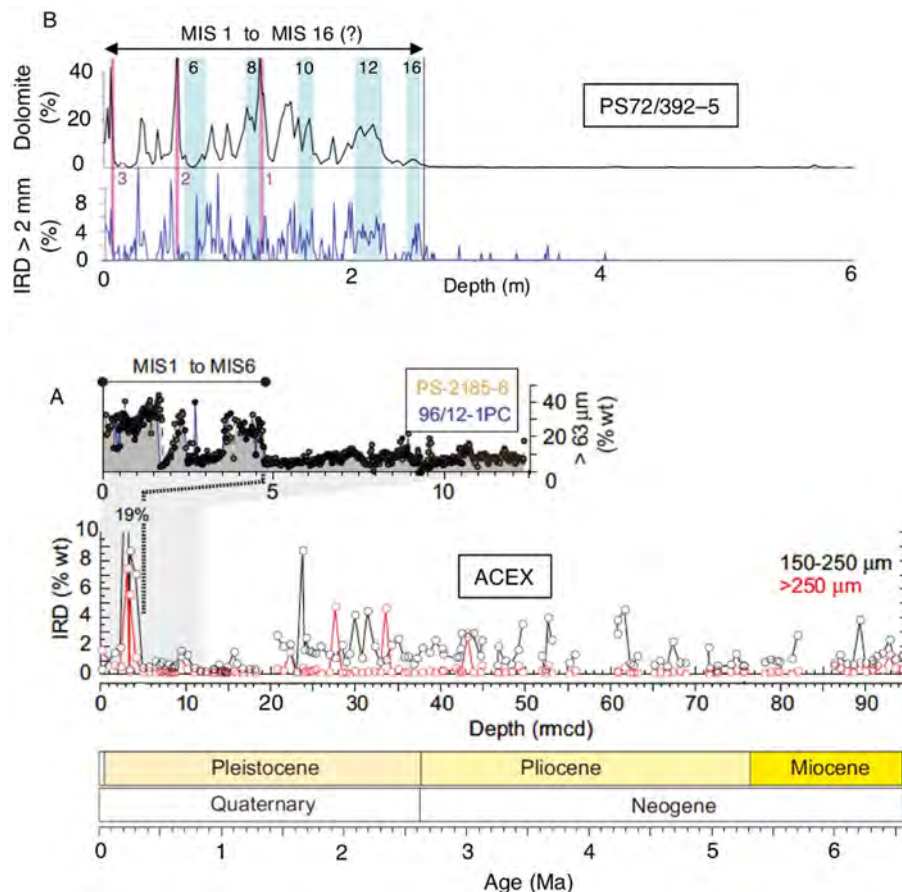 B
MIS 1 to MIS 16 (?)
6 8 10 12 16
40
20
0
Dolomite
(%)
PS72/392–5
3 2 1
8
4
0
IRD > 2 mm
(%)
0 2 4 6
Depth (m)
A
MIS1 to MIS6
PS-2185-6
96/12-1PC
40
20
0
> 63 µm
(% wt)
0 5 10
19%
10
8
6
4
2
0
IRD (% wt)
ACEX
150-250 µm
>250 µm
0 10 20 30 40 50 60 70 80 90
Depth (rmcd)
Pleistocene Pliocene Miocene
Quaternary Neogene
0 1 2 3 4 5 6
Age (Ma)